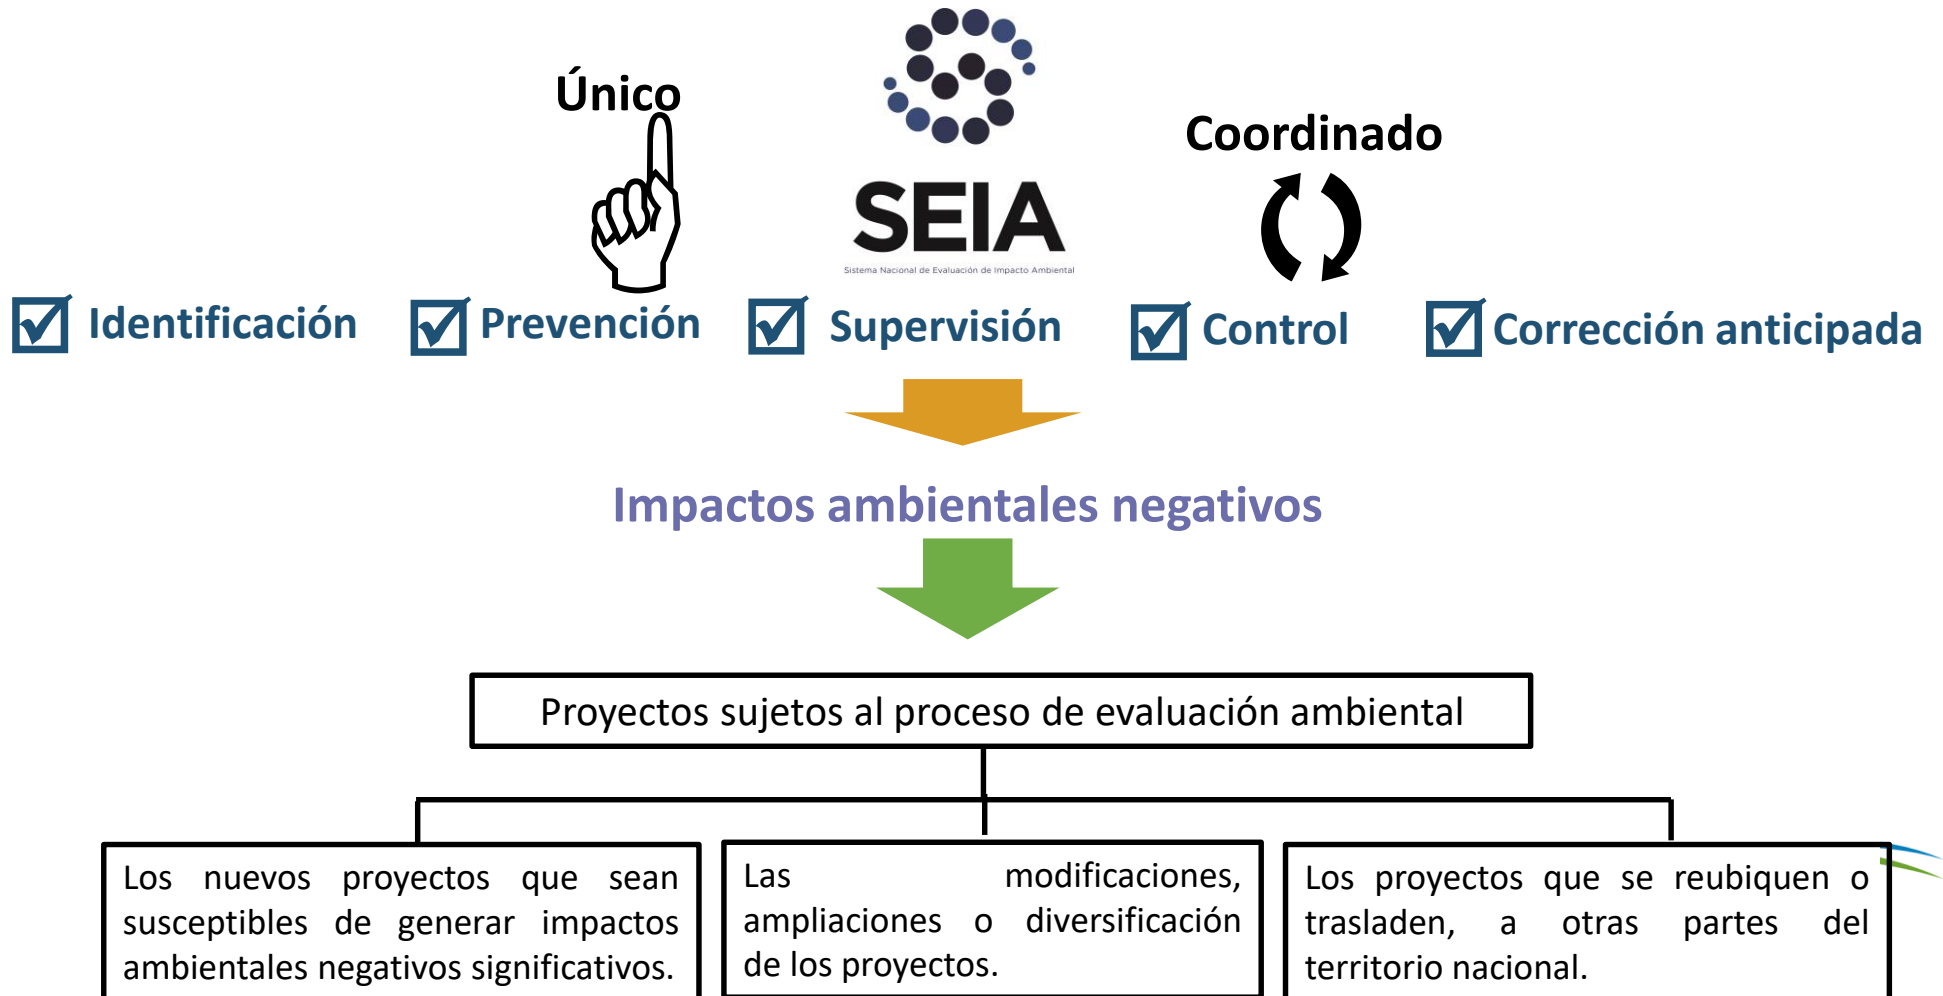 Único
Coordinado
SEIA
Sistema Nacional de Evaluación de Impacto Ambiental
Identificación
Prevención
Supervisión
Control
Corrección anticipada
Impactos ambientales negativos
Proyectos sujetos al proceso de evaluación ambiental
Los nuevos proyectos que sean
susceptibles de generar impactos
ambientales negativos significativos.
Las modificaciones,
ampliaciones o diversificación
de los proyectos.
Los proyectos que se reubiquen o
trasladen, a otras partes del
territorio nacional.